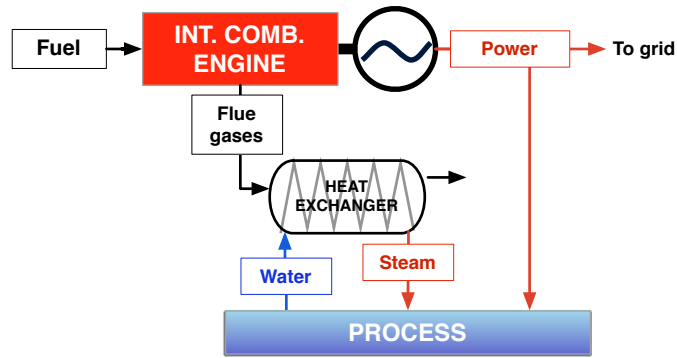 Fuel
INT. COMB.
ENGINE
Power
To grid
Flue
gases
HEAT
EXCHANGER
Water
Steam
PROCESS